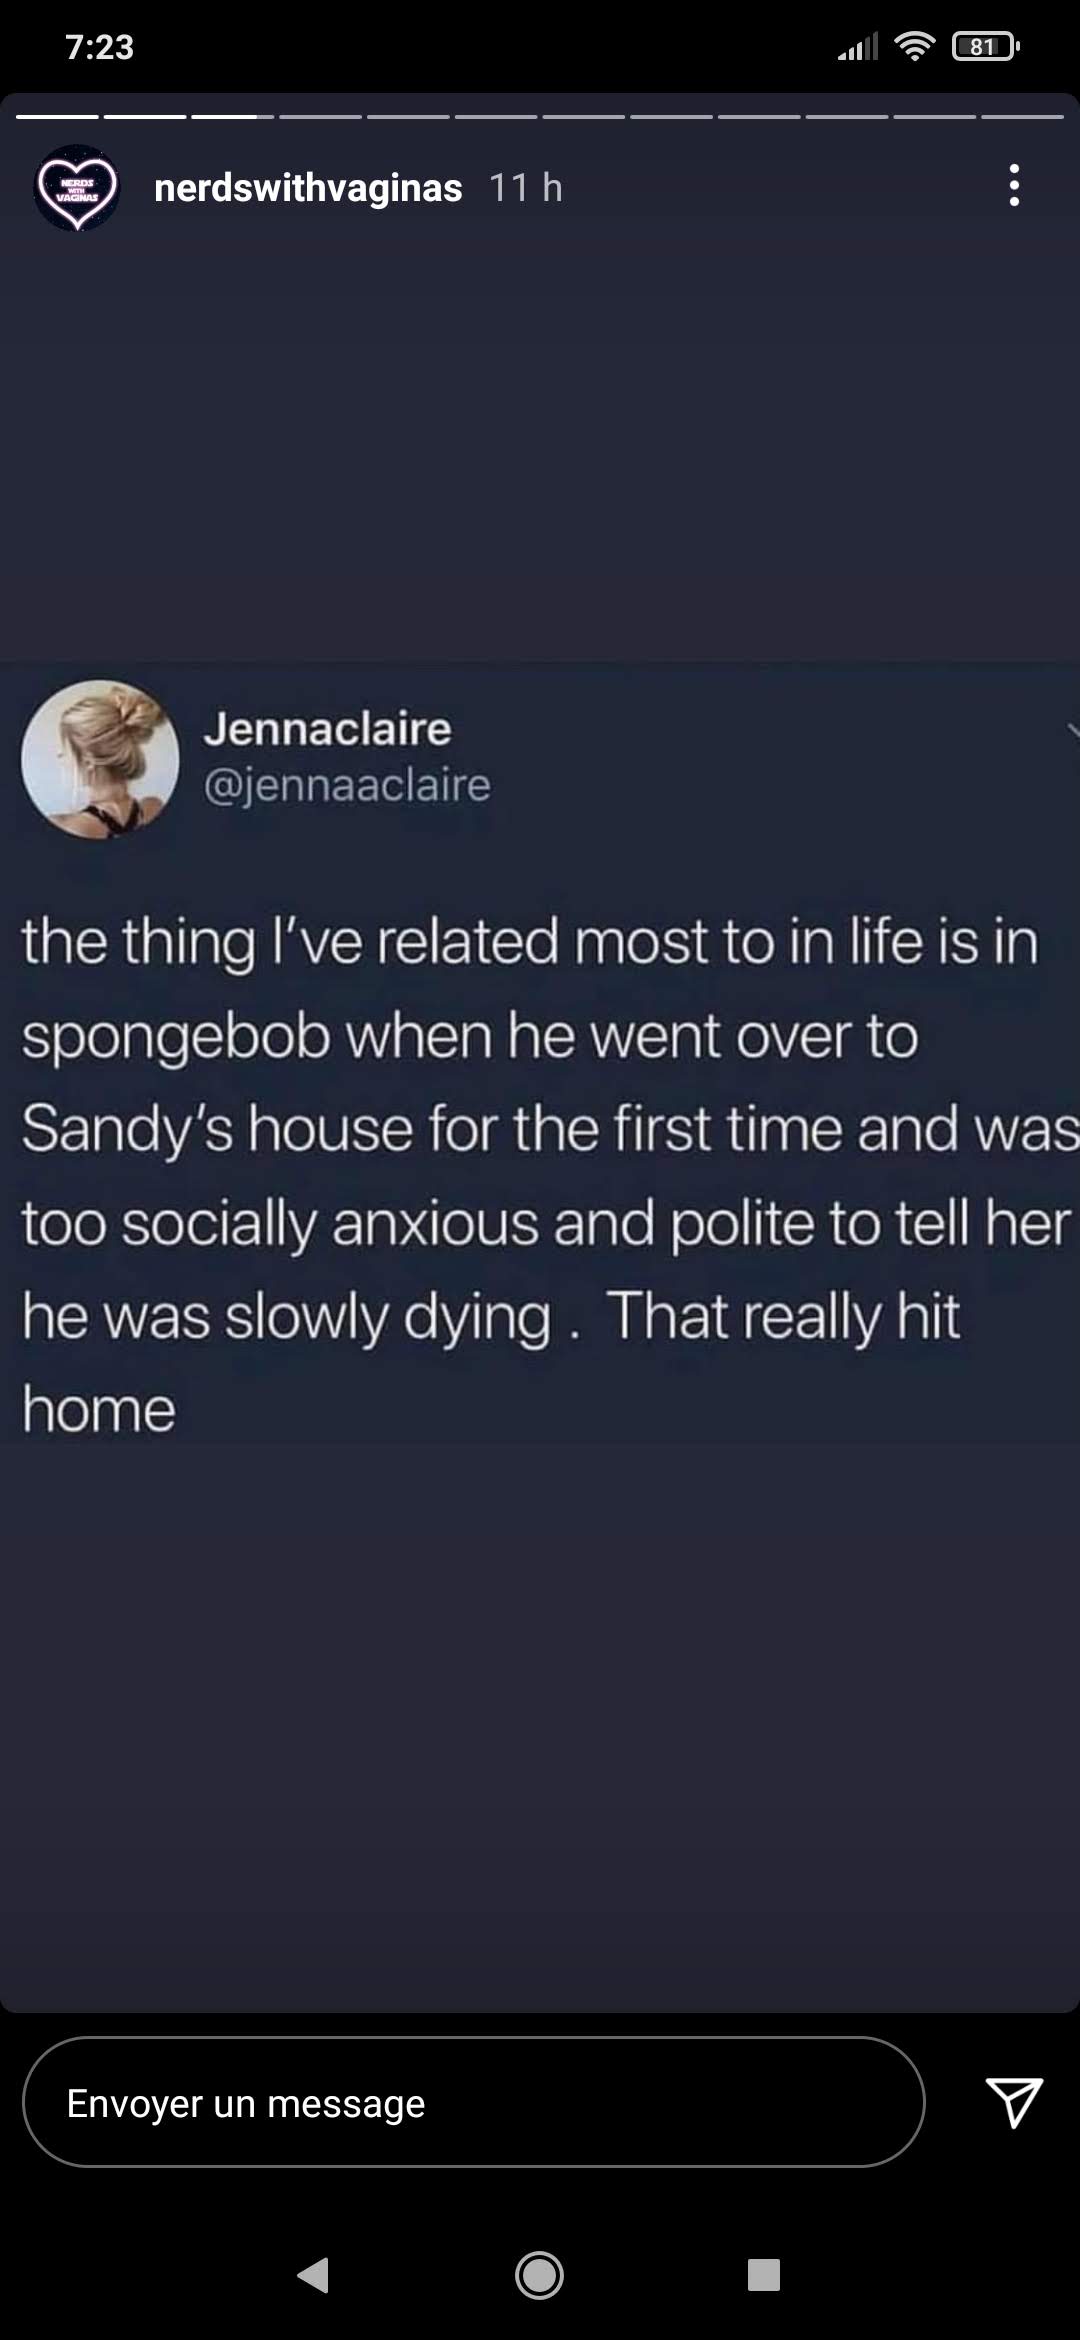 7:23
81
NERDS
WITH
VAGINAS
nerdswithvaginas 11 h
Jennaclaire
@jennaaclaire
the thing I've related most to in life is in
spongebob when he went over to
Sandy's house for the first time and was
too socially anxious and polite to tell her
he was slowly dying . That really hit
home
Envoyer un message